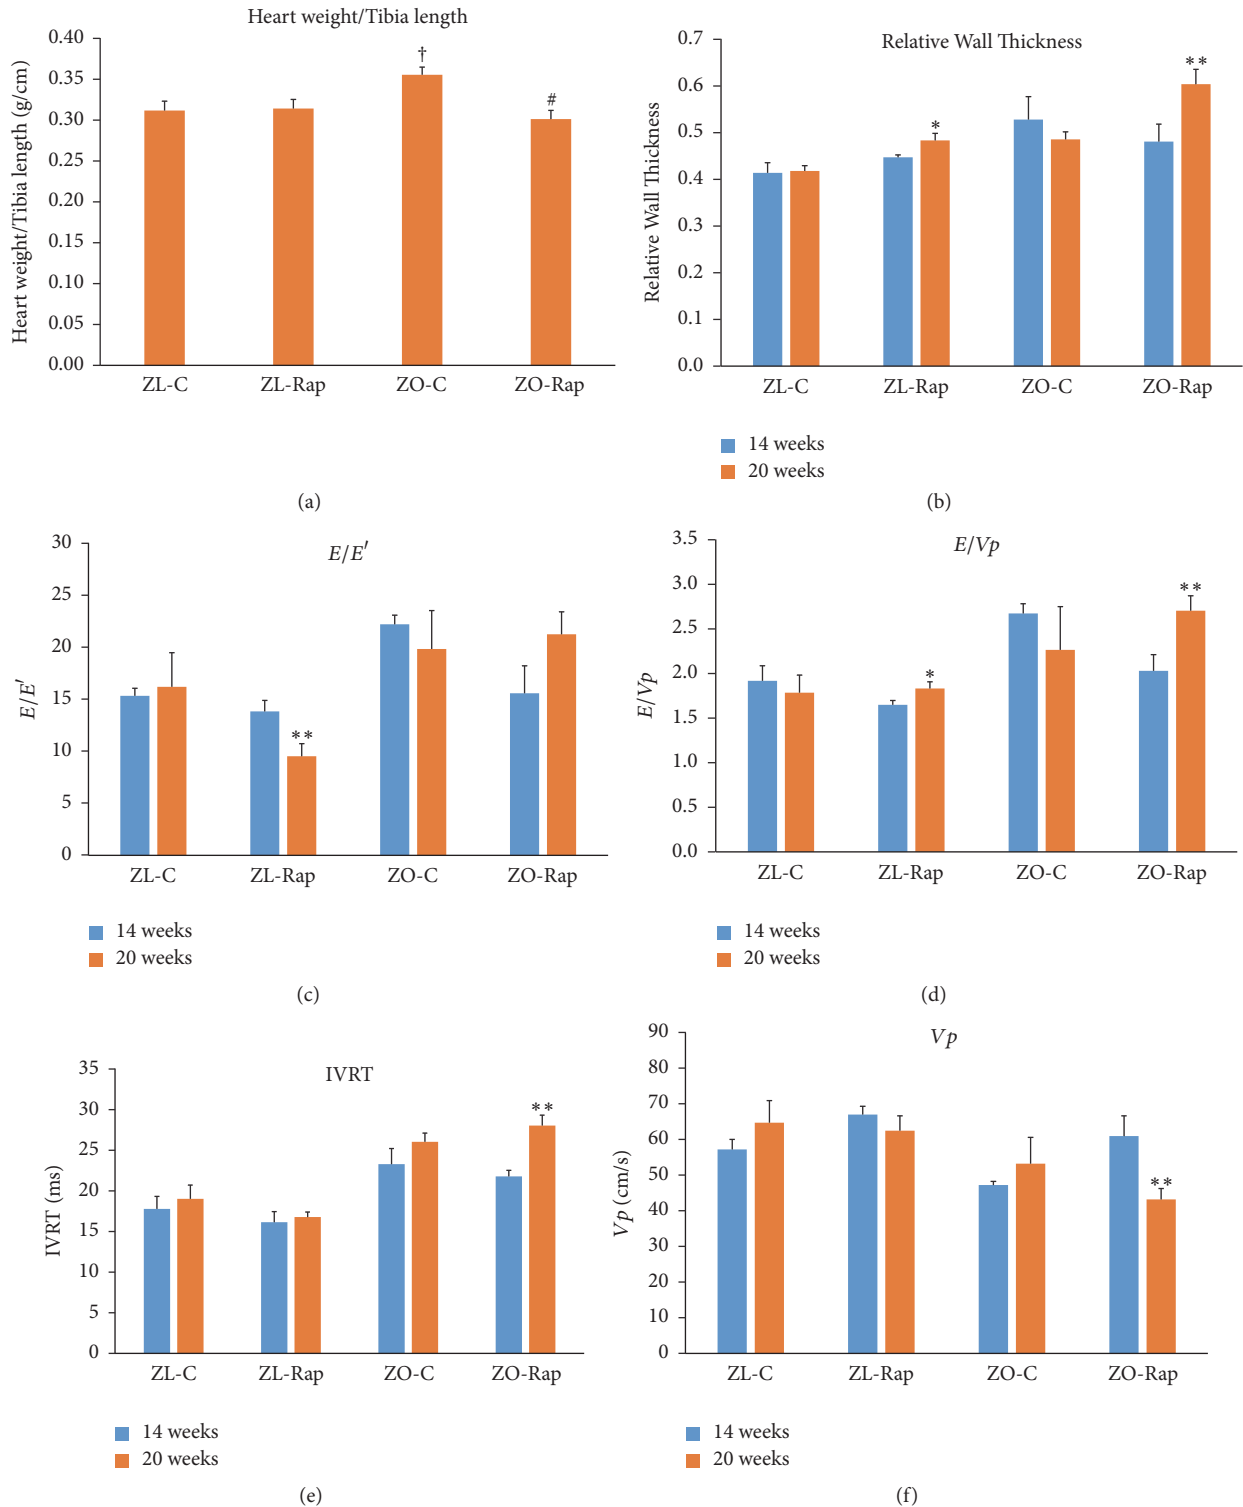 Heart weight/Tibia length
Heart weight/Tibia length (g/cm)
0.40
0.35
0.30
0.25
0.20
0.15
0.10
0.05
0.00
†
#
ZL-C ZL-Rap ZO-C ZO-Rap
(a)
Relative Wall Thickness
Relative Wall Thickness
0.7
0.6
0.5
0.4
0.3
0.2
0.1
0.0
*
**
ZL-C ZL-Rap ZO-C ZO-Rap
14 weeks
20 weeks
(b)
E/E′
E/E′
30
25
20
15
10
5
0
**
ZL-C ZL-Rap ZO-C ZO-Rap
14 weeks
20 weeks
(c)
E/Vp
E/Vp
3.5
3.0
2.5
2.0
1.5
1.0
0.5
0.0
*
**
ZL-C ZL-Rap ZO-C ZO-Rap
14 weeks
20 weeks
(d)
IVRT
IVRT (ms)
35
30
25
20
15
10
5
0
**
ZL-C ZL-Rap ZO-C ZO-Rap
14 weeks
20 weeks
(e)
Vp
Vp (cm/s)
90
80
70
60
50
40
30
20
10
0
**
ZL-C ZL-Rap ZO-C ZO-Rap
14 weeks
20 weeks
(f)